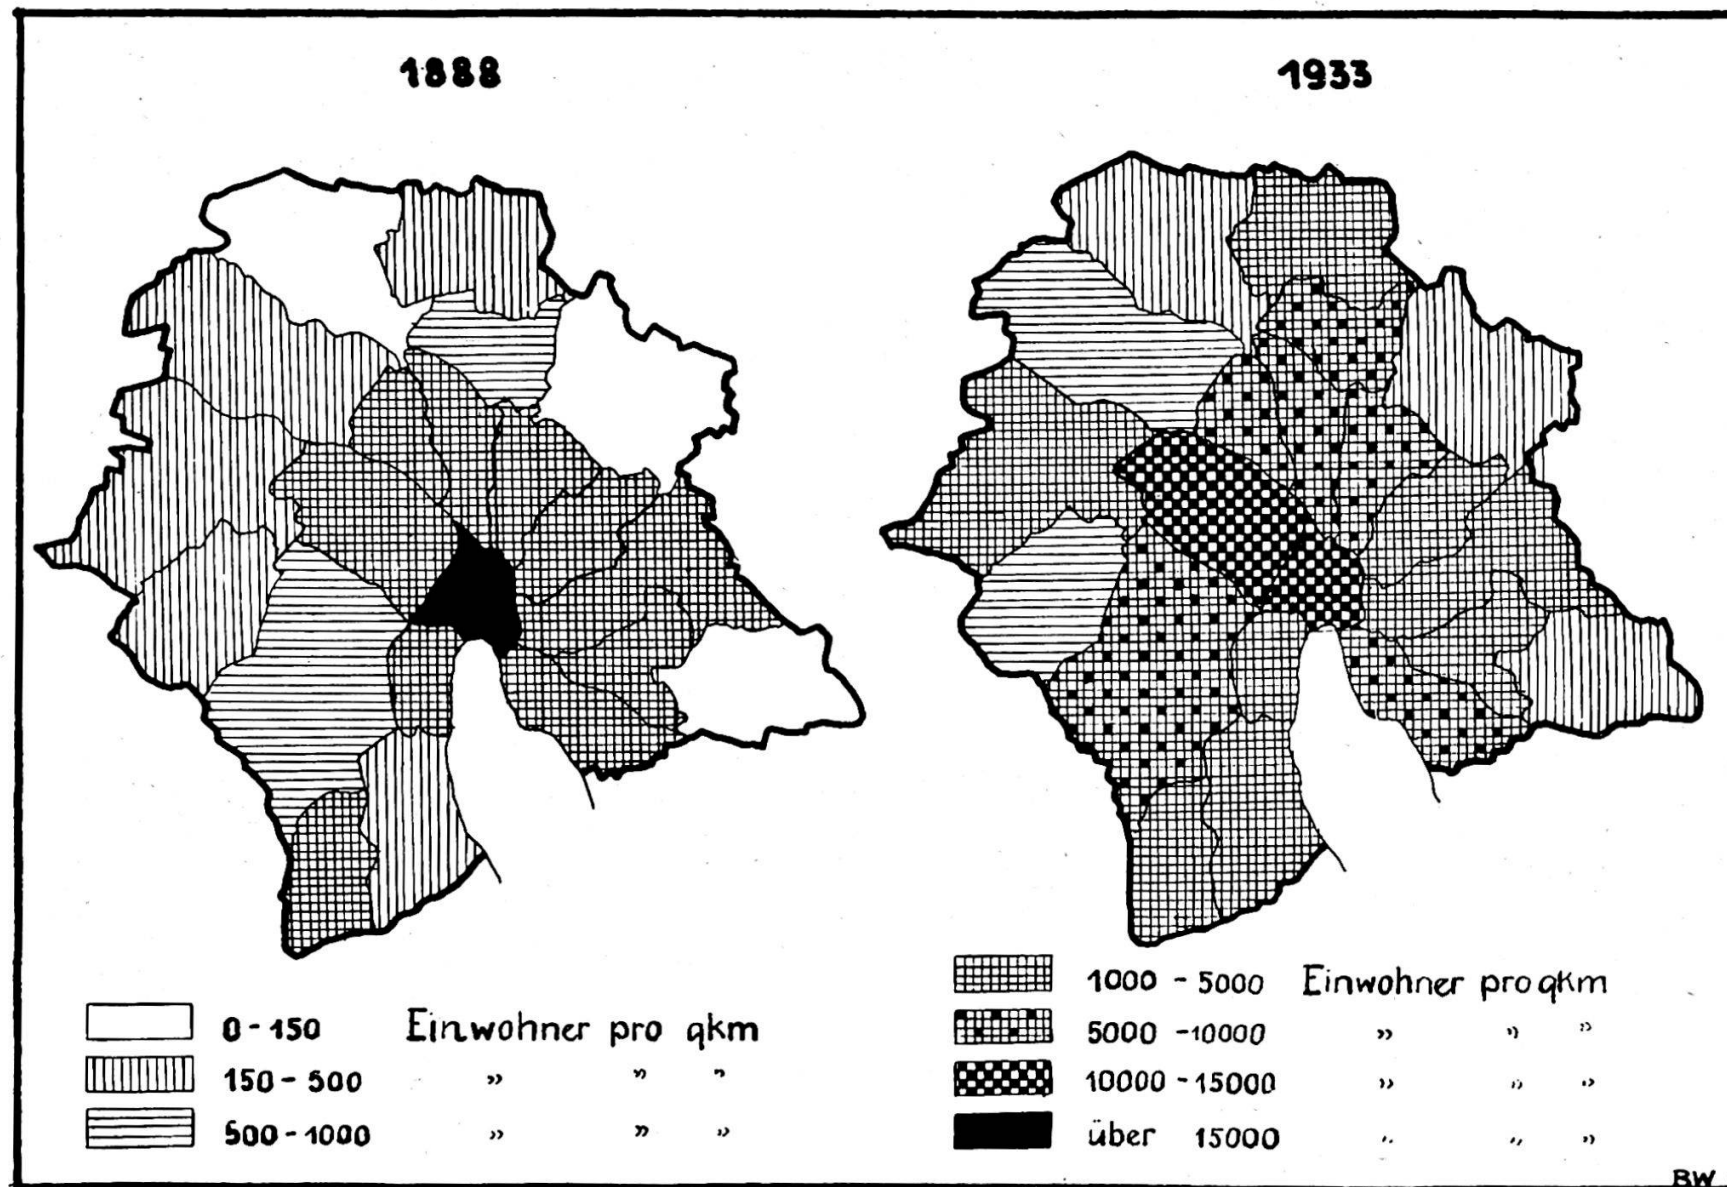 1888
1933
0 - 150 Einwohner pro qkm
150 - 500 " " "
500 - 1000 " " "
1000 - 5000 Einwohner pro qkm
5000 - 10000 " " "
10000 - 15000 " " "
über 15000 " " "
BW